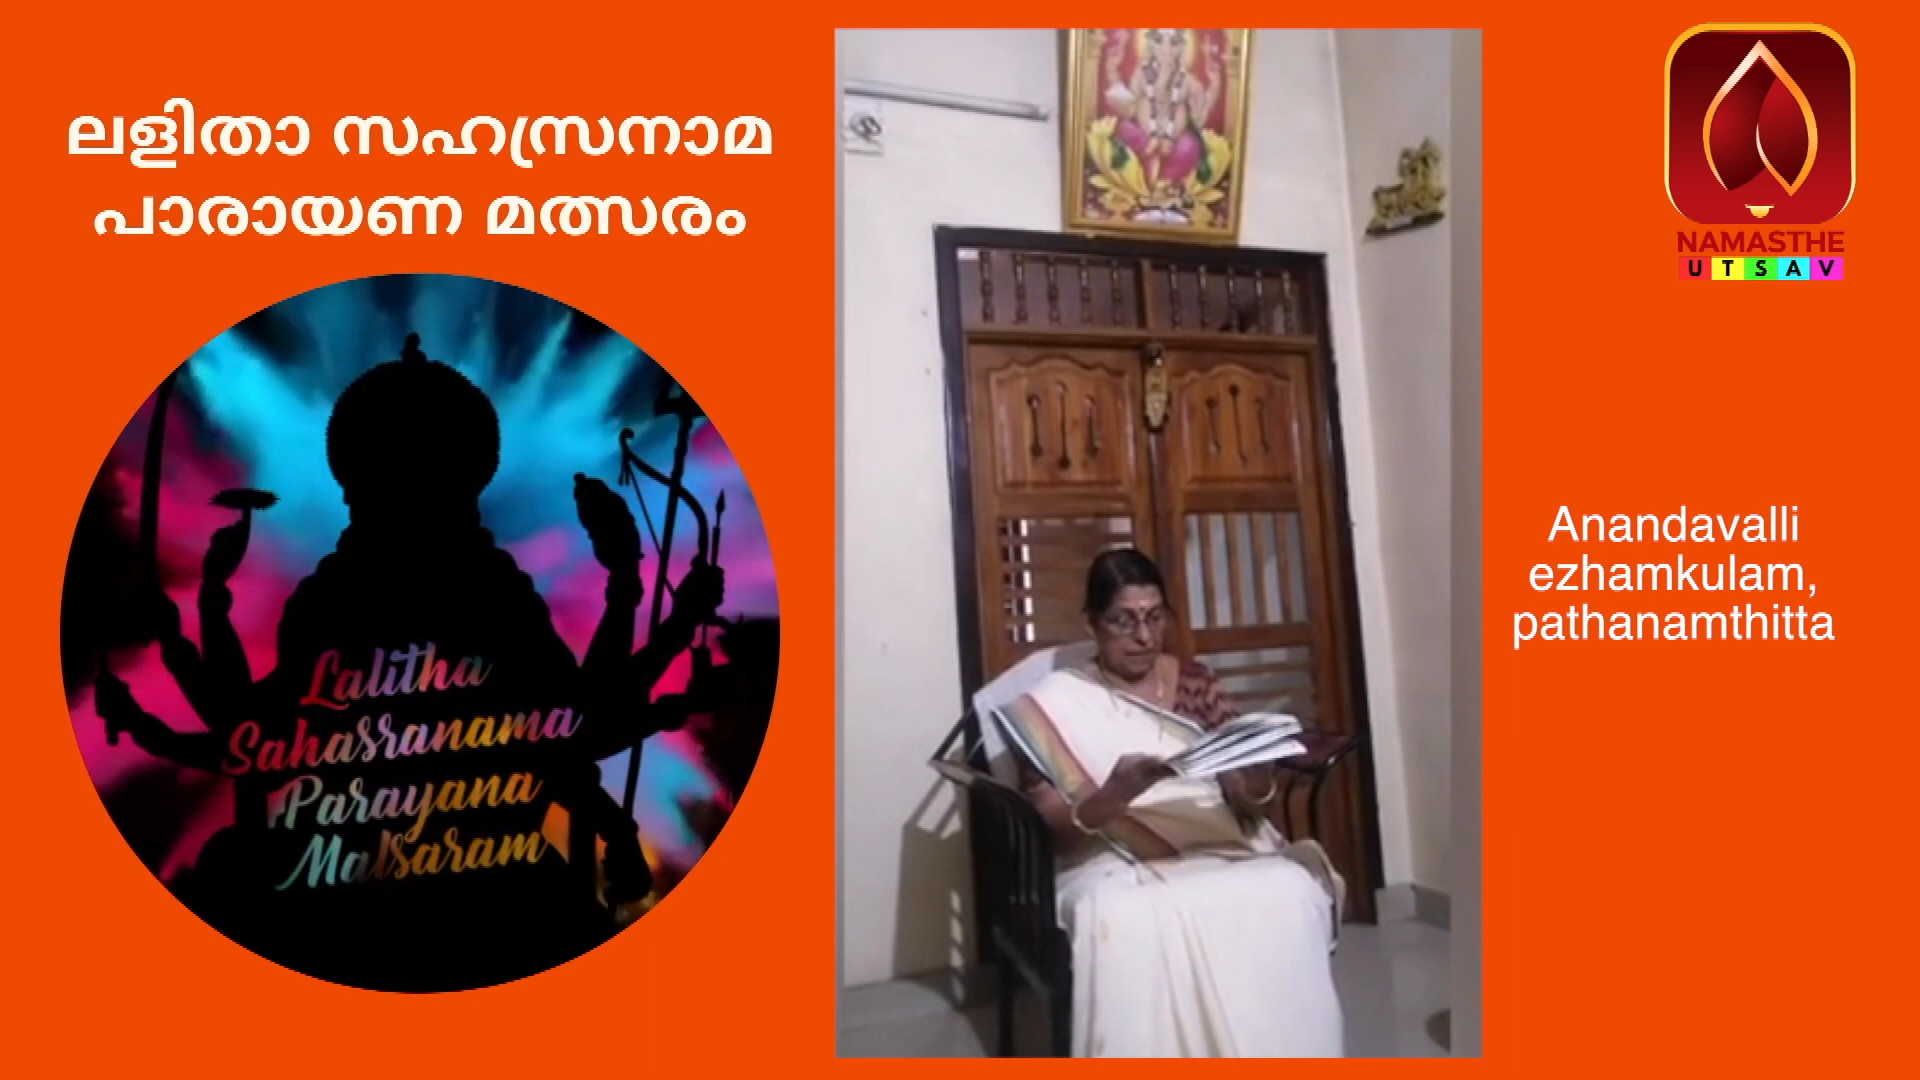 ലളിതാ സഹസ്രനാമ
പാരായണ മത്സരം
Lalitha
Sahasranama
Parayana
Malsaram
NAMASTHE
UTSAV
Anandavalli
ezhamkulam,
pathanamthitta